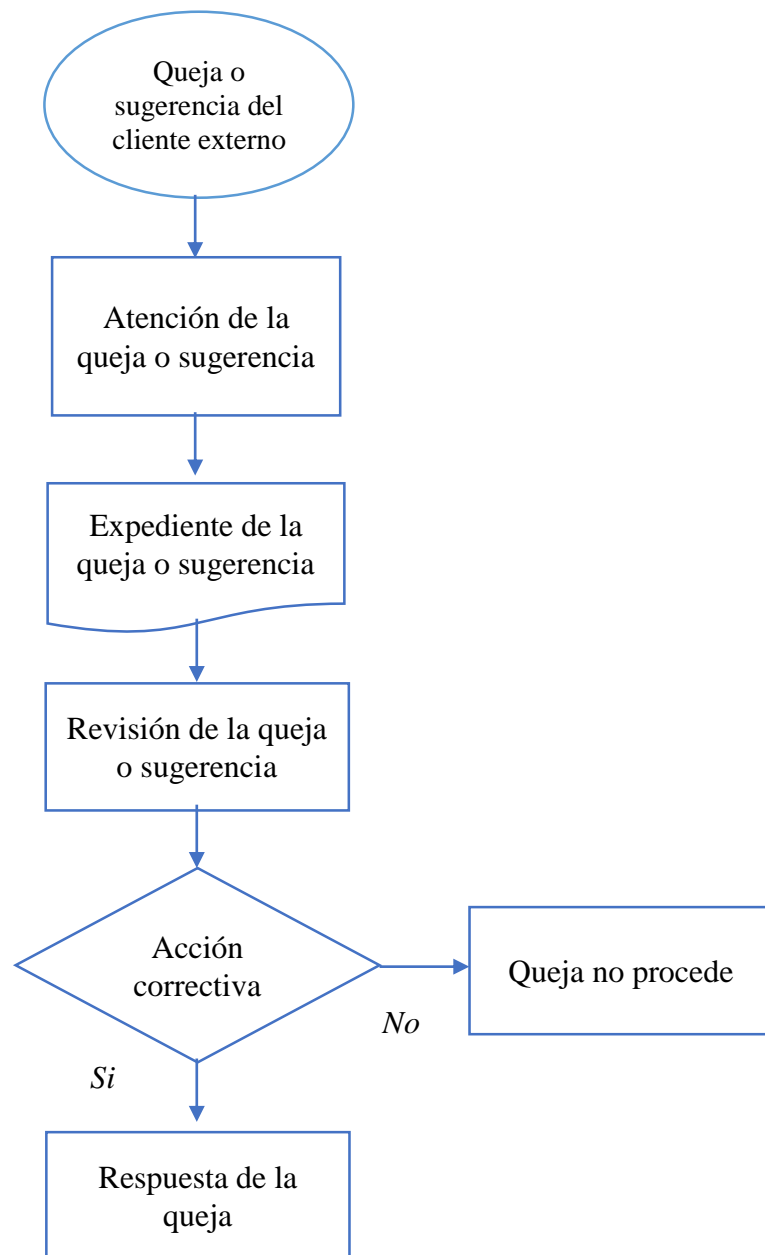 Queja o
sugerencia del
cliente externo
Atención de la
queja o sugerencia
Expediente de la
queja o sugerencia
Revisión de la queja
o sugerencia
Acción
correctiva
Queja no procede
No
Si
Respuesta de la
queja